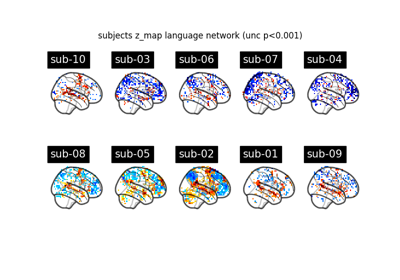 subjects z_map language network (unc p<0.001)
sub-10 sub-03 sub-06 sub-07 sub-04
sub-08 sub-05 sub-02 sub-01 sub-09